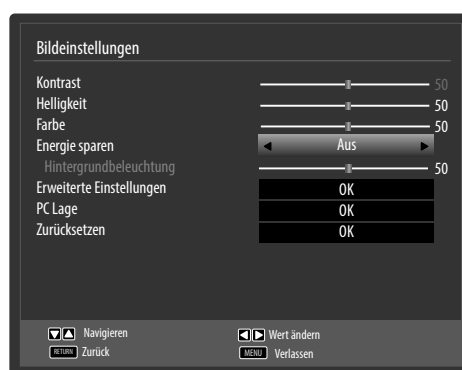 Bildeinstellungen
Kontrast 50
Helligkeit 50
Farbe 50
Energie sparen Aus
Hintergrundbeleuchtung 50
Erweiterte Einstellungen OK
PC Lage OK
Zurücksetzen OK
Navigieren Wert ändern
RETURN Zurück MENU Verlassen